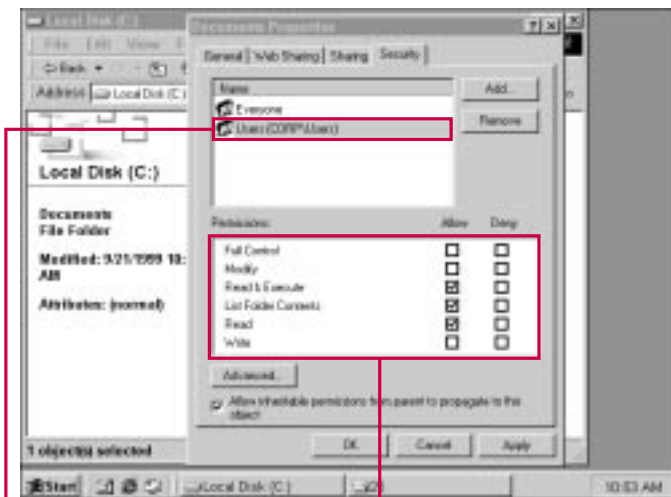 Local Disk (C:)
File Edit View
Back
Address Local Disk (C:)
Local Disk (C:)
Documents
File Folder
Modified: 9/21/1999 10:
AM
Attributes: (normal)
1 object(s) selected
Documents Properties
General Web Sharing Sharing Security
Name
Everyone
Users (CORP\Users)
Add...
Remove
Permissions: Allow Deny
Full Control
Modify
Read & Execute
List Folder Contents
Read
Write
Advanced...
Allow inheritable permissions from parent to propagate to this
object
OK Cancel Apply
Start Local Disk (C:) 10:53 AM